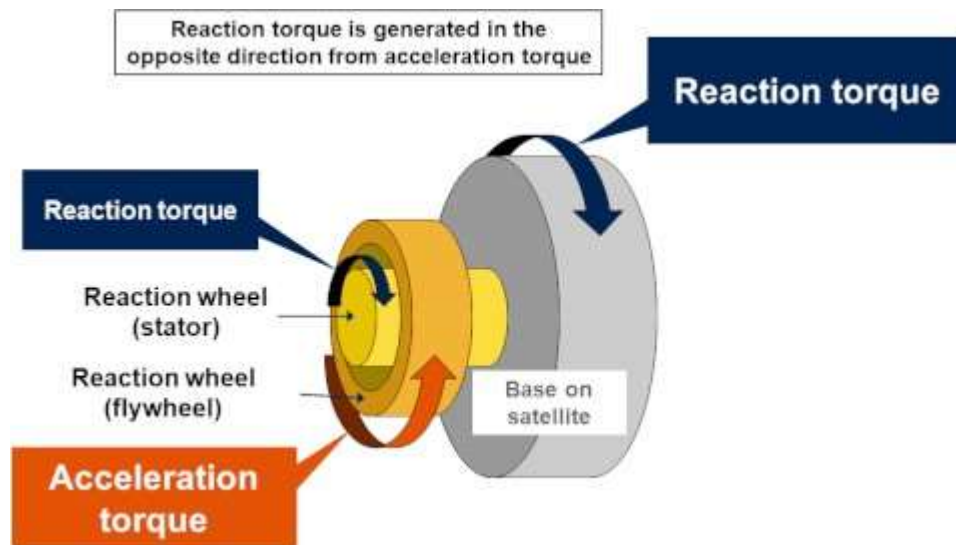 Reaction torque is generated in the
opposite direction from acceleration torque
Reaction torque
Reaction torque
Reaction wheel
(stator)
Reaction wheel
(flywheel)
Base on
satellite
Acceleration
torque